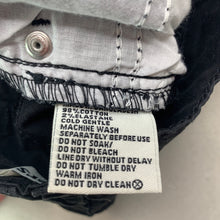 98% COTTON
2% ELASTANE
COLD GENTLE
MACHINE WASH
SEPARATELY BEFORE USE
DO NOT SOAK/
DO NOT BLEACH
LINE DRY WITHOUT DELAY
DO NOT TUMBLE DRY
WARM IRON
DO NOT DRY CLEAN